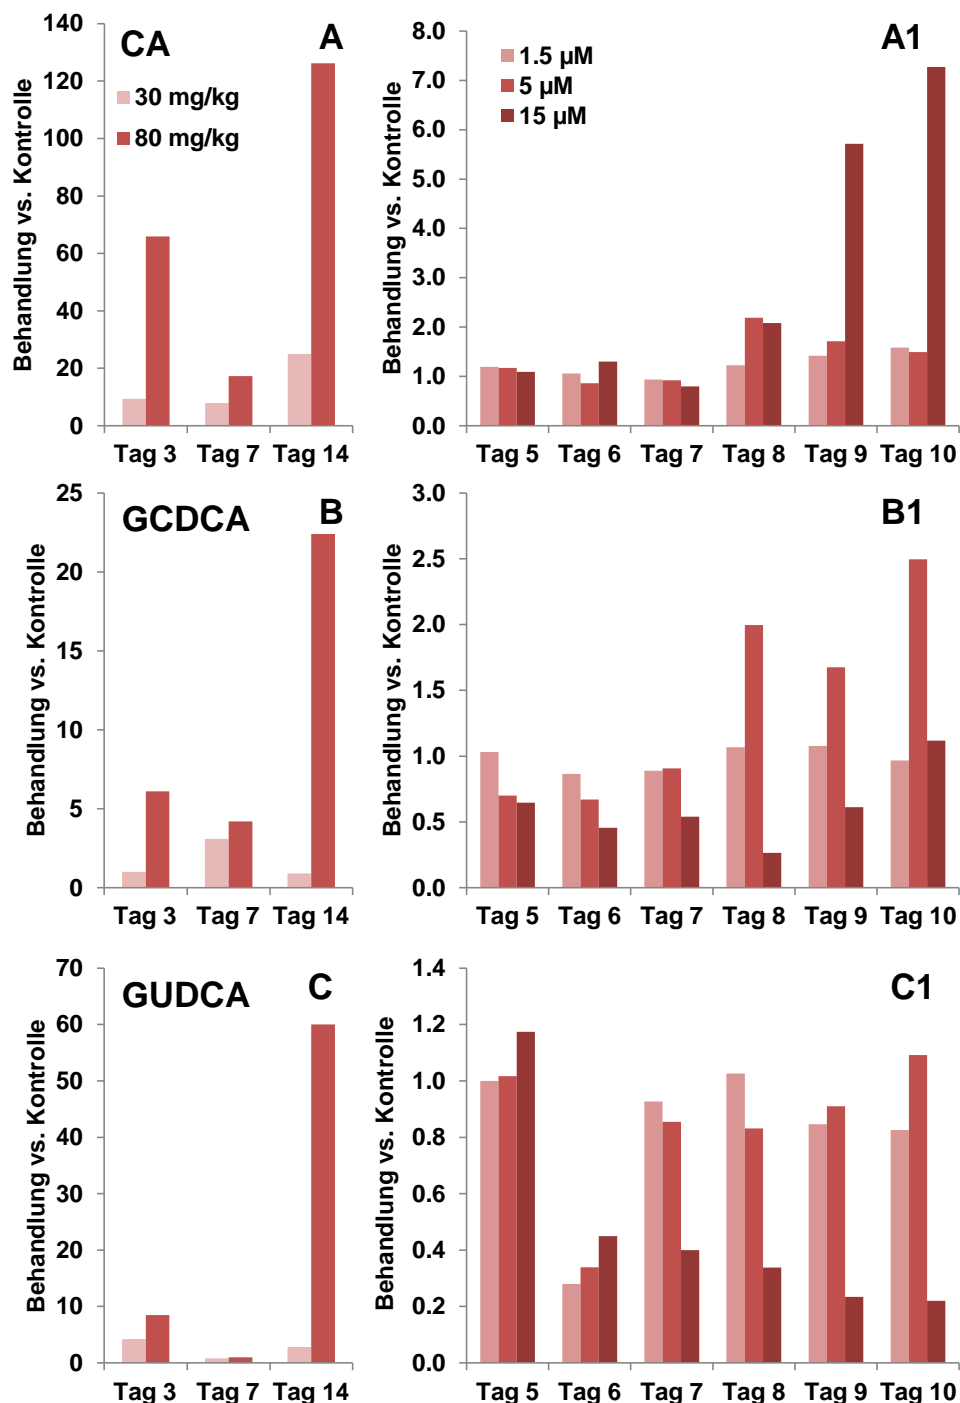 CA
A
30 mg/kg
80 mg/kg
Behandlung vs. Kontrolle
140
120
100
80
60
40
20
0
Tag 3 Tag 7 Tag 14
A1
1.5 µM
5 µM
15 µM
Behandlung vs. Kontrolle
8.0
7.0
6.0
5.0
4.0
3.0
2.0
1.0
0.0
Tag 5 Tag 6 Tag 7 Tag 8 Tag 9 Tag 10
GCDCA
B
Behandlung vs. Kontrolle
25
20
15
10
5
0
Tag 3 Tag 7 Tag 14
B1
Behandlung vs. Kontrolle
3.0
2.5
2.0
1.5
1.0
0.5
0.0
Tag 5 Tag 6 Tag 7 Tag 8 Tag 9 Tag 10
GUDCA
C
Behandlung vs. Kontrolle
70
60
50
40
30
20
10
0
Tag 3 Tag 7 Tag 14
C1
Behandlung vs. Kontrolle
1.4
1.2
1.0
0.8
0.6
0.4
0.2
0.0
Tag 5 Tag 6 Tag 7 Tag 8 Tag 9 Tag 10